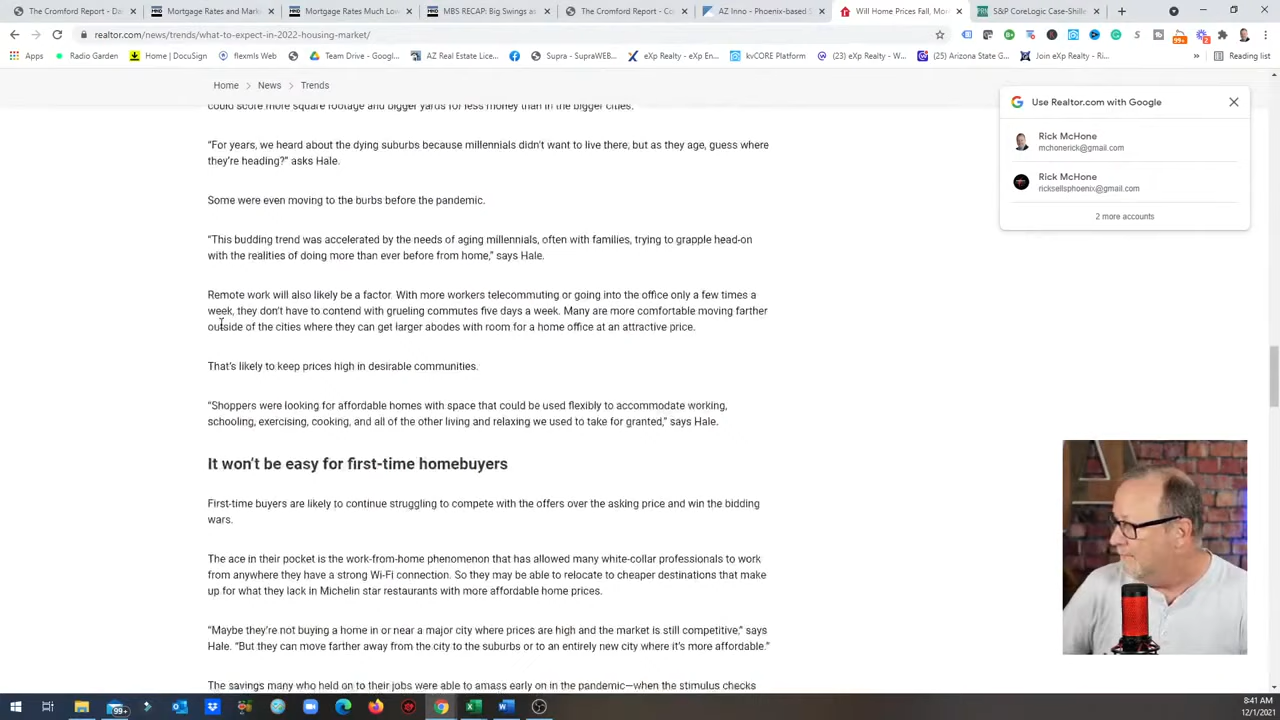 The Cromford Report - Da
Mortgage Rates and Mark
Mortgage Rates Much Low
MBS RECAP: Big Swings as
The Cromford Report - Co
AZ Inno - Phoenix-based S
Will Home Prices Fall, Mo
S&P CoreLogic Case-Shille
realtor.com/news/trends/what-to-expect-in-2022-housing-market/
Apps
Radio Garden
Home | DocuSign
flexmls Web
Team Drive - Googl...
AZ Real Estate Lice...
Supra - SupraWEB...
eXp Realty - eXp En...
kvCORE Platform
(23) eXp Realty - W...
(25) Arizona State G...
Join eXp Realty - Ri...
»
Reading list
Home > News > Trends
could score more square footage and bigger yards for less money than in the bigger cities.
“For years, we heard about the dying suburbs because millennials didn’t want to live there, but as they age, guess where
they’re heading?” asks Hale.
Some were even moving to the burbs before the pandemic.
“This budding trend was accelerated by the needs of aging millennials, often with families, trying to grapple head-on
with the realities of doing more than ever before from home,” says Hale.
Remote work will also likely be a factor. With more workers telecommuting or going into the office only a few times a
week, they don’t have to contend with grueling commutes five days a week. Many are more comfortable moving farther
outside of the cities where they can get larger abodes with room for a home office at an attractive price.
That’s likely to keep prices high in desirable communities.
“Shoppers were looking for affordable homes with space that could be used flexibly to accommodate working,
schooling, exercising, cooking, and all of the other living and relaxing we used to take for granted,” says Hale.
It won’t be easy for first-time homebuyers
First-time buyers are likely to continue struggling to compete with the offers over the asking price and win the bidding
wars.
The ace in their pocket is the work-from-home phenomenon that has allowed many white-collar professionals to work
from anywhere they have a strong Wi-Fi connection. So they may be able to relocate to cheaper destinations that make
up for what they lack in Michelin star restaurants with more affordable home prices.
“Maybe they’re not buying a home in or near a major city where prices are high and the market is still competitive,” says
Hale. “But they can move farther away from the city to the suburbs or to an entirely new city where it’s more affordable.”
The savings many who held on to their jobs were able to amass early on in the pandemic—when the stimulus checks
Use Realtor.com with Google
Rick McHone
mchonerick@gmail.com
Rick McHone
ricksellsphoenix@gmail.com
2 more accounts
99+
8:41 AM
12/1/2021